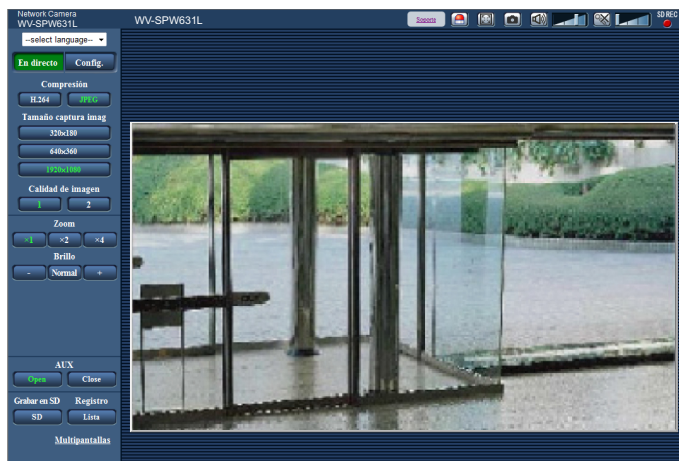 Network Camera
WV-SPW631L
WV-SPW631L
Soporte
SD REC
--select language--
En directo Config.
Compresión
H.264 JPEG
Tamaño captura imag
320x180
640x360
1920x1080
Calidad de imagen
1 2
Zoom
×1 ×2 ×4
Brillo
- Normal +
AUX
Open Close
Grabar en SD Registro
SD Lista
Multipantallas